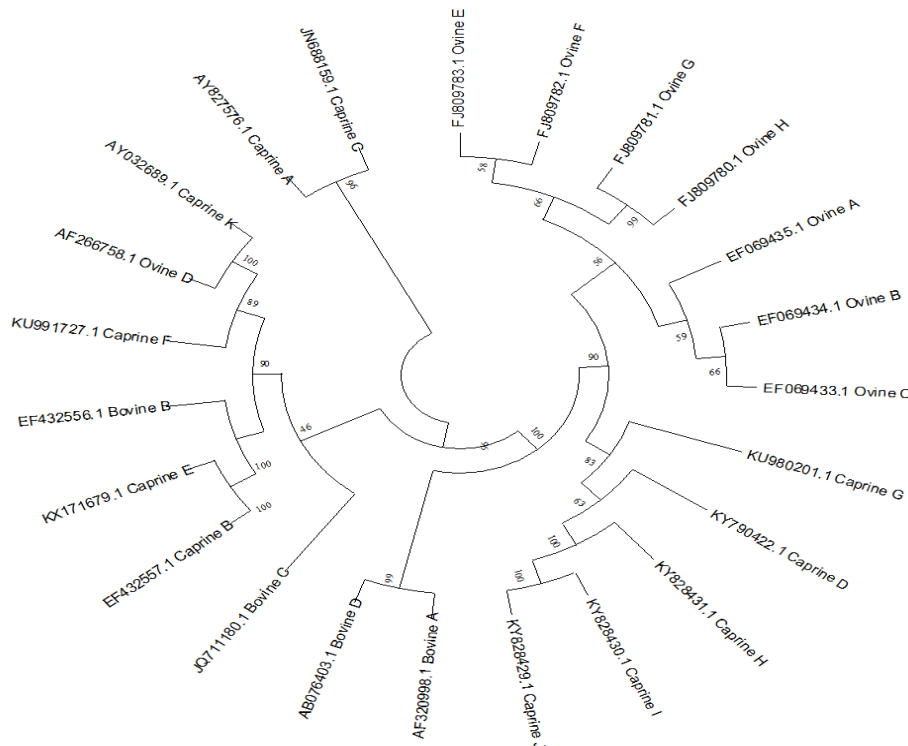 JN688159.1 Caprine C
FJ809783.1 Ovine E
FJ809782.1 Ovine F
FJ809781.1 Ovine G
FJ809780.1 Ovine H
EF069435.1 Ovine A
EF069434.1 Ovine B
EF069433.1 Ovine C
KU980201.1 Caprine G
KY790422.1 Caprine D
KY828431.1 Caprine H
KY828430.1 Caprine I
KY828429.1 Caprine
AF320998.1 Bovine A
AB076403.1 Bovine D
JQ711180.1 Bovine C
EF432557.1 Caprine B
KX171679.1 Caprine E
EF432556.1 Bovine B
KU991727.1 Caprine F
AF266758.1 Ovine D
AY032689.1 Caprine K
AY827576.1 Caprine A
96
58
66
99
56
59
66
90
83
63
100
100
100
99
46
90
89
100
100
100